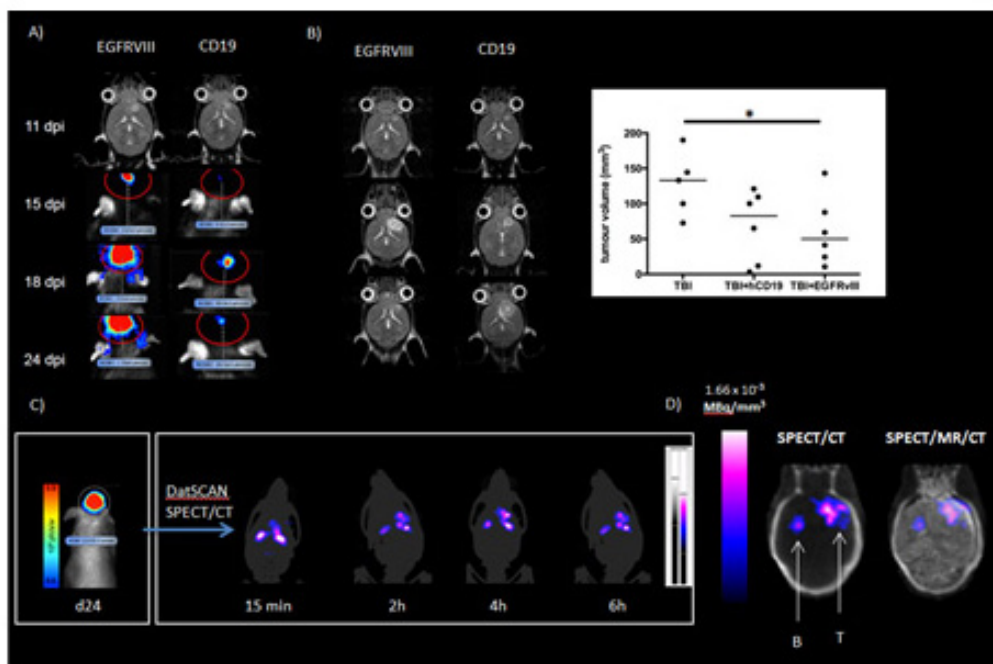 A)
EGFRVIII
CD19
11 dpi
15 dpi
18 dpi
24 dpi
B)
EGFRVIII
CD19
*
tumour volume (mm³)
200
150
100
50
0
TBI
TBI+hCD19
TBI+EGFRvIII
C)
d24
DatSCAN
SPECT/CT
15 min
2h
4h
6h
D)
1.66 x 10⁻⁵
MBq/mm³
SPECT/CT
SPECT/MR/CT
B
T